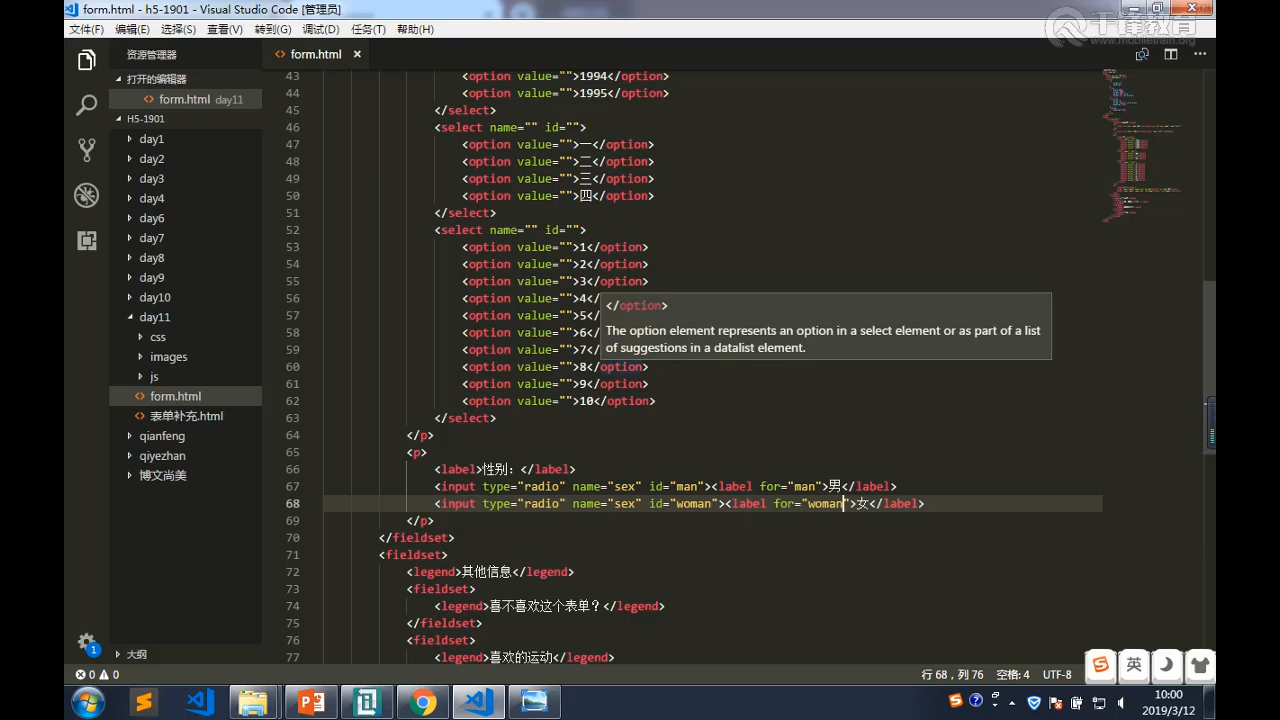 form.html - h5-1901 - Visual Studio Code [管理员]
文件(F) 编辑(E) 选择(S) 查看(V) 转到(G) 调试(D) 任务(T) 帮助(H)
千锋教育
www.mobiletrain.org
资源管理器
form.html
打开的编辑器
form.html day11
H5-1901
day1
day2
day3
day4
day6
day7
day8
day9
day10
day11
css
images
js
form.html
表单补充.html
qianfeng
qiyezhan
博文尚美
大纲
43 <option value="">1994</option>
44 <option value="">1995</option>
45 </select>
46 <select name="" id="">
47 <option value="">一</option>
48 <option value="">二</option>
49 <option value="">三</option>
50 <option value="">四</option>
51 </select>
52 <select name="" id="">
53 <option value="">1</option>
54 <option value="">2</option>
55 <option value="">3</option>
56 <option value="">4</
57 <option value="">5</
58 <option value="">6</
59 <option value="">7</
60 <option value="">8</option>
61 <option value="">9</option>
62 <option value="">10</option>
63 </select>
64 </p>
65 <p>
66 <label>性别：</label>
67 <input type="radio" name="sex" id="man"><label for="man">男</label>
68 <input type="radio" name="sex" id="woman"><label for="woman">女</label>
69 </p>
70 </fieldset>
71 <fieldset>
72 <legend>其他信息</legend>
73 <fieldset>
74 <legend>喜不喜欢这个表单？</legend>
75 </fieldset>
76 <fieldset>
77 <legend>喜欢的运动</legend>
</option>
The option element represents an option in a select element or as part of a list
of suggestions in a datalist element.
1
0 0
行 68，列 76 空格: 4 UTF-8
英
10:00
2019/3/12